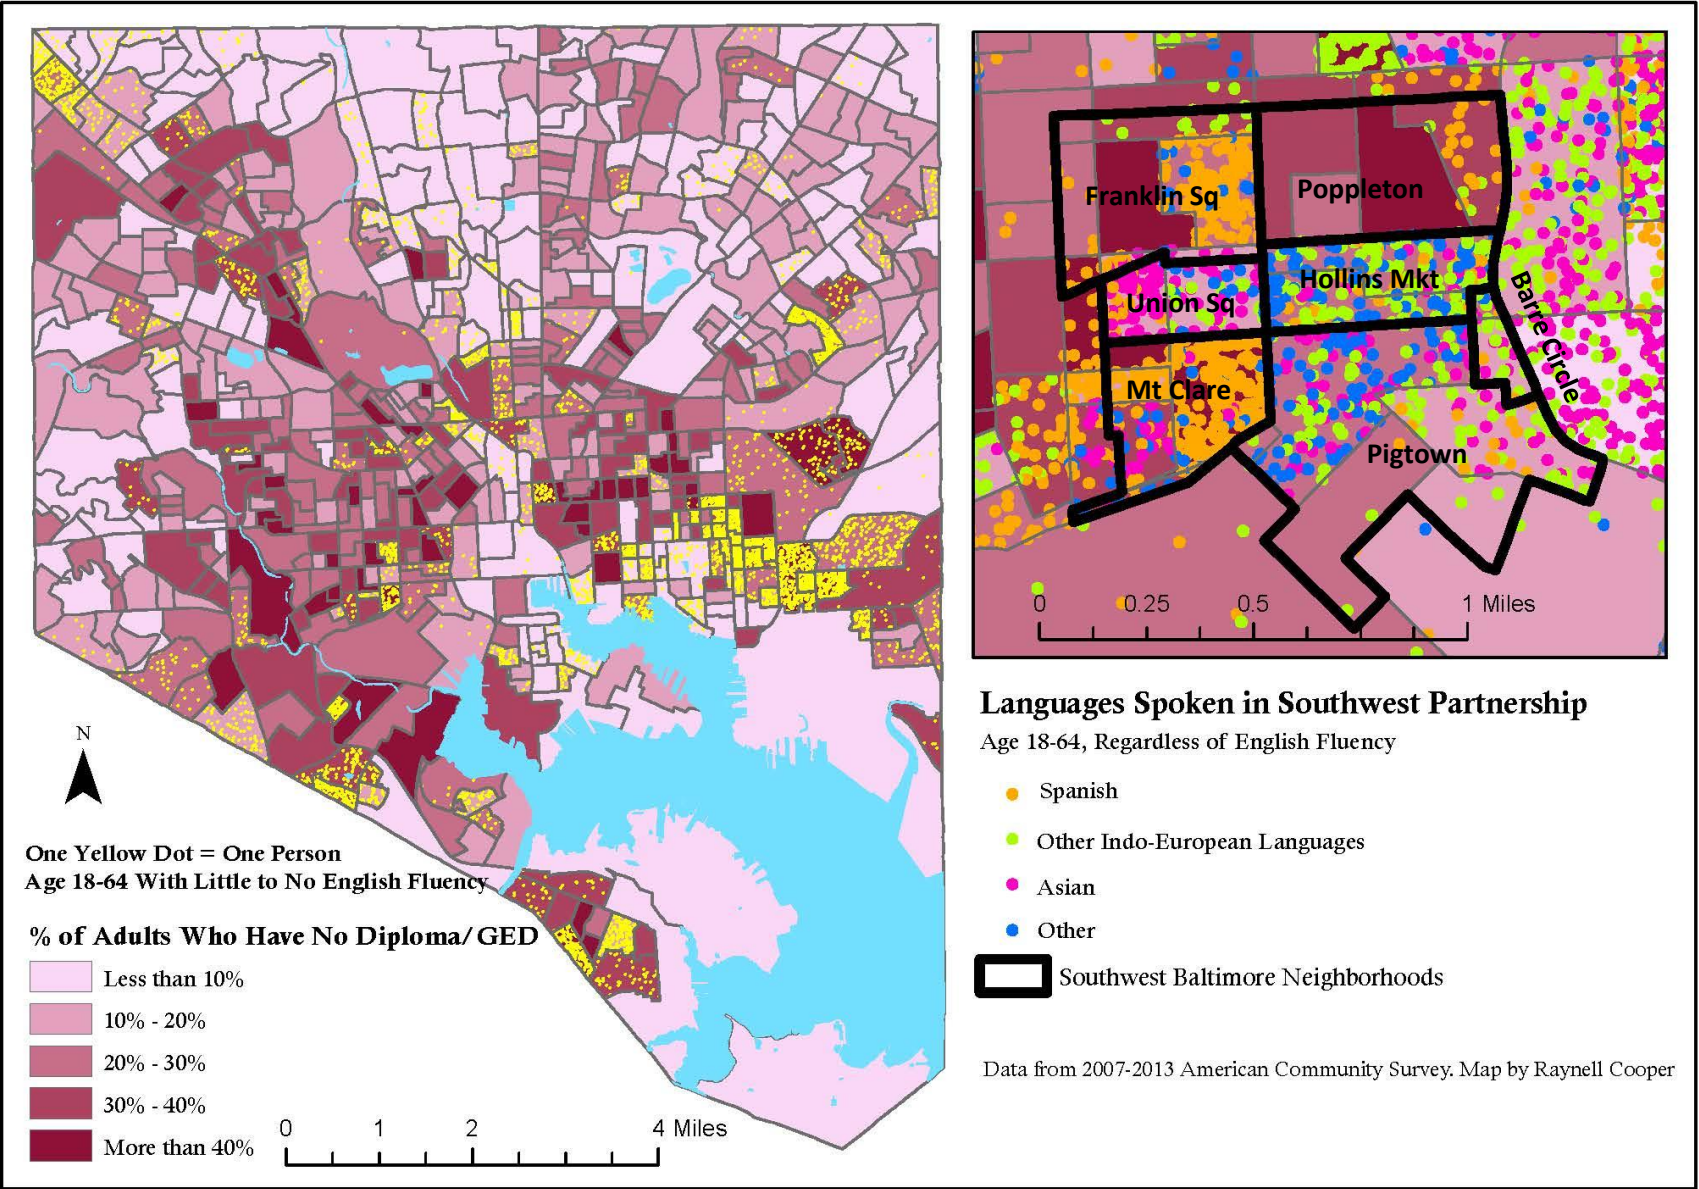 Franklin Sq
Poppleton
Union Sq
Hollins Mkt
Barre Circle
Mt Clare
Pigtown
0 0.25 0.5 1 Miles
Languages Spoken in Southwest Partnership
Age 18-64, Regardless of English Fluency
Spanish
Other Indo-European Languages
Asian
Other
Southwest Baltimore Neighborhoods
Data from 2007-2013 American Community Survey. Map by Raynell Cooper
N
One Yellow Dot = One Person
Age 18-64 With Little to No English Fluency
% of Adults Who Have No Diploma/GED
Less than 10%
10% - 20%
20% - 30%
30% - 40%
More than 40%
0 1 2 4 Miles